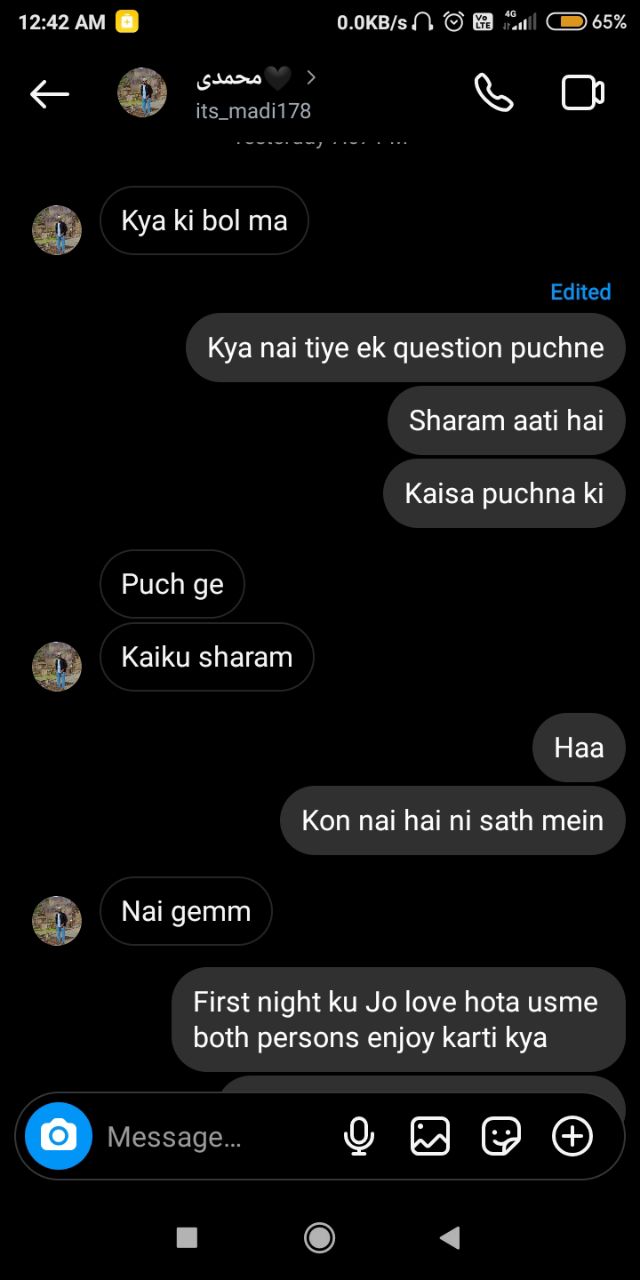 12:42 AM
0.0KB/s
Vo
LTE
4G
65%
محمدی🖤
its_madi178
Kya ki bol ma
Edited
Kya nai tiye ek question puchne
Sharam aati hai
Kaisa puchna ki
Puch ge
Kaiku sharam
Haa
Kon nai hai ni sath mein
Nai gemm
First night ku Jo love hota usme
both persons enjoy karti kya
Message...